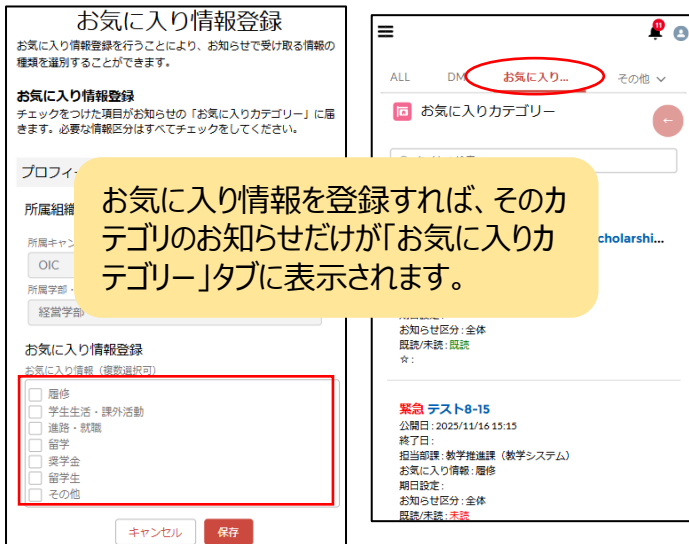 お気に入り情報登録
お気に入り情報登録を行うことにより、お知らせで受け取る情報の
種類を選別することができます。
お気に入り情報登録
チェックをつけた項目がお知らせの「お気に入りカテゴリー」に届
きます。必要な情報区分はすべてチェックをしてください。
プロフィ
所属組織
所属キャン
OIC
所属学部・
経営学部
お気に入り情報登録
お気に入り情報（複数選択可）
履修
学生生活・課外活動
進路・就職
留学
奨学金
留学生
その他
キャンセル 保存
お気に入り情報を登録すれば、そのカ
テゴリのお知らせだけが「お気に入りカ
テゴリー」タブに表示されます。
11
ALL DM お気に入り... その他
お気に入りカテゴリー
←
cholarshi...
お知らせ区分 : 全体
既読/未読 : 既読
☆ :
緊急 テスト8-15
公開日 : 2025/11/16 15:15
終了日 :
担当部課 : 教学推進課（教学システム）
お気に入り情報 : 履修
期日設定 :
お知らせ区分 : 全体
既読/未読 : 未読